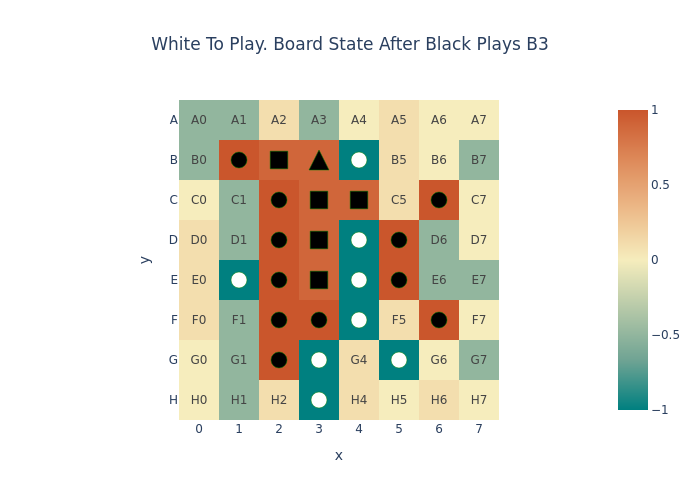 White To Play. Board State After Black Plays B3
A A0 A1 A2 A3 A4 A5 A6 A7
B B0 B5 B6 B7
C C0 C1 C5 C7
D D0 D1 D6 D7
E E0 E6 E7
F F0 F1 F5 F7
G G0 G1 G4 G6 G7
H H0 H1 H2 H4 H5 H6 H7
0 1 2 3 4 5 6 7
x
y
1
0.5
0
−0.5
−1